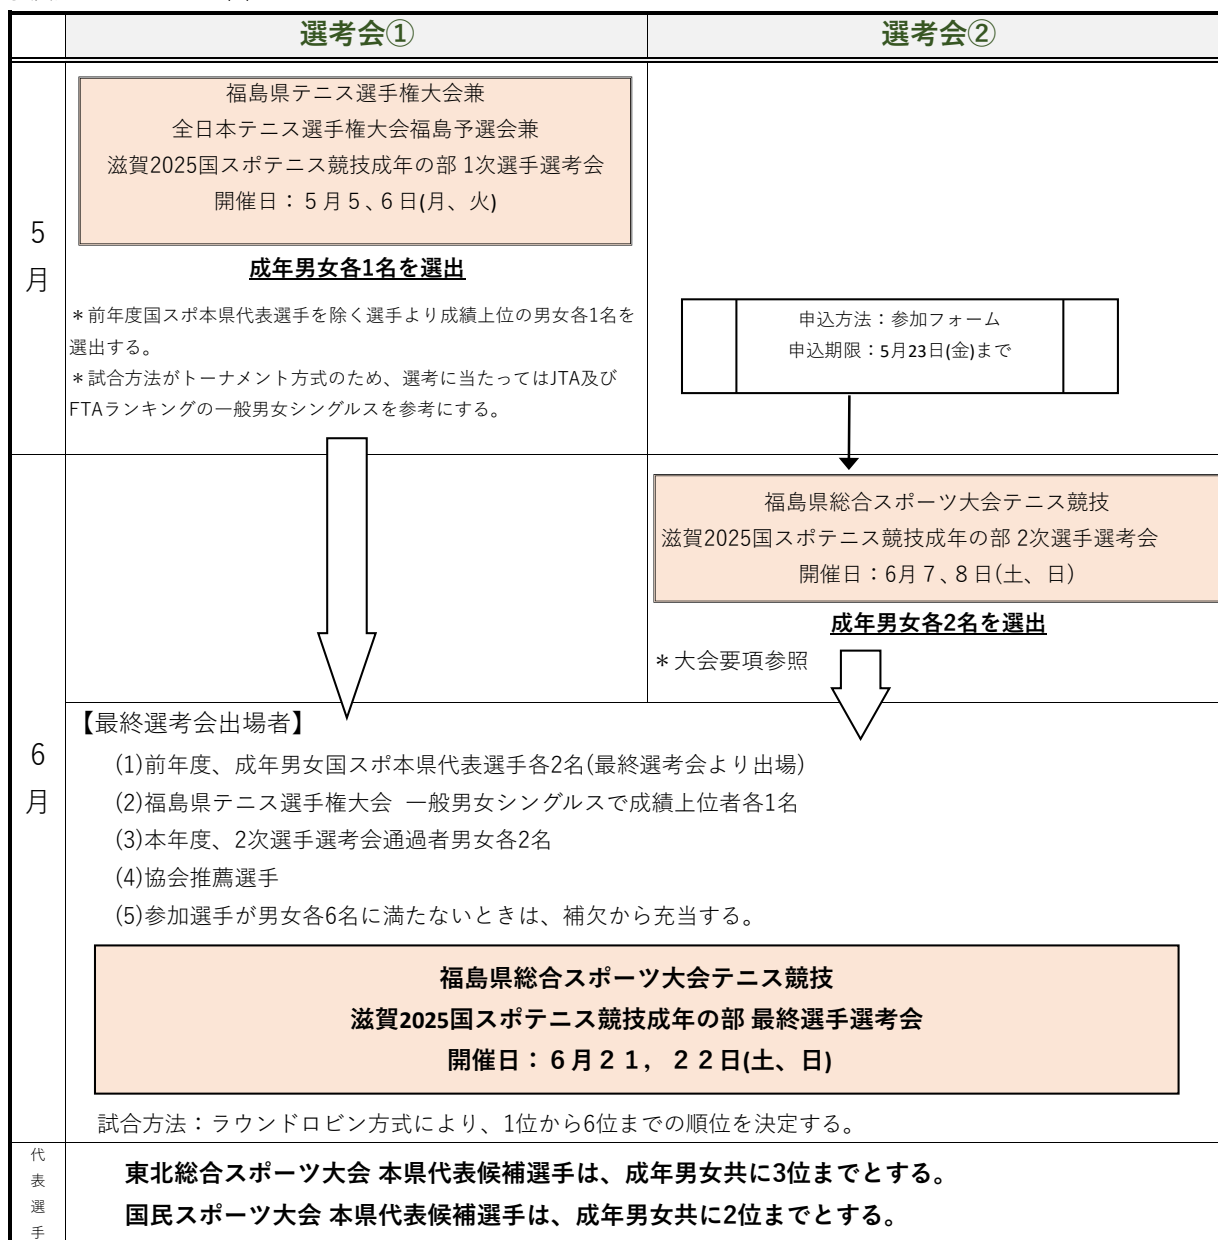 選考会①
選考会②
5
月
福島県テニス選手権大会兼
全日本テニス選手権大会福島予選会兼
滋賀2025国スポテニス競技成年の部 1次選手選考会
開催日：５月５、６日(月、火)
成年男女各1名を選出
＊前年度国スポ本県代表選手を除く選手より成績上位の男女各1名を
選出する。
＊試合方法がトーナメント方式のため、選考に当たってはJTA及び
FTAランキングの一般男女シングルスを参考にする。
申込方法：参加フォーム
申込期限：5月23日(金)まで
福島県総合スポーツ大会テニス競技
滋賀2025国スポテニス競技成年の部 2次選手選考会
開催日：6月７、８日(土、日)
成年男女各2名を選出
＊大会要項参照
6
月
【最終選考会出場者】
(1)前年度、成年男女国スポ本県代表選手各2名(最終選考会より出場)
(2)福島県テニス選手権大会 一般男女シングルスで成績上位者各1名
(3)本年度、2次選手選考会通過者男女各2名
(4)協会推薦選手
(5)参加選手が男女各6名に満たないときは、補欠から充当する。
福島県総合スポーツ大会テニス競技
滋賀2025国スポテニス競技成年の部 最終選手選考会
開催日：６月２１，２２日(土、日)
試合方法：ラウンドロビン方式により、1位から6位までの順位を決定する。
代
表
選
手
東北総合スポーツ大会 本県代表候補選手は、成年男女共に3位までとする。
国民スポーツ大会 本県代表候補選手は、成年男女共に2位までとする。